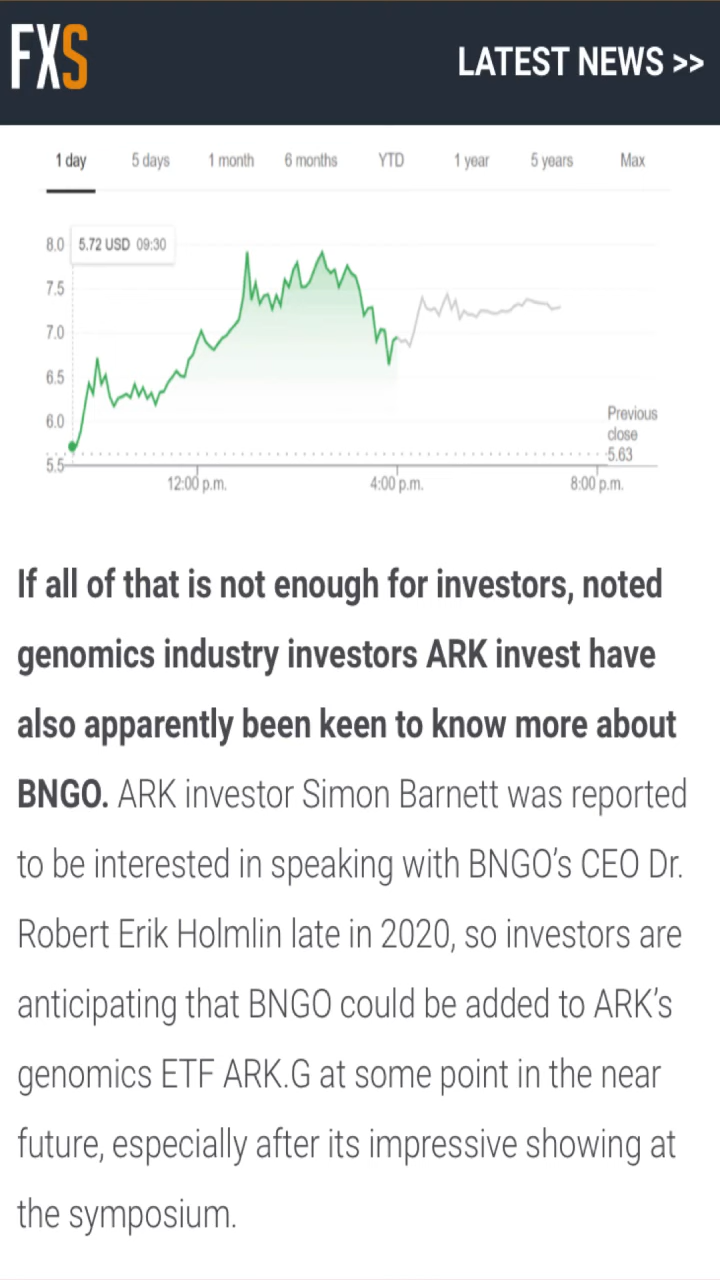 FXS
LATEST NEWS >>
1 day 5 days 1 month 6 months YTD 1 year 5 years Max
8.0 5.72 USD 09:30
7.5
7.0
6.5
6.0
Previous
close
5.63
5.5
12:00 p.m. 4:00 p.m. 8:00 p.m.
If all of that is not enough for investors, noted
genomics industry investors ARK invest have
also apparently been keen to know more about
BNGO. ARK investor Simon Barnett was reported
to be interested in speaking with BNGO’s CEO Dr.
Robert Erik Holmlin late in 2020, so investors are
anticipating that BNGO could be added to ARK’s
genomics ETF ARK.G at some point in the near
future, especially after its impressive showing at
the symposium.